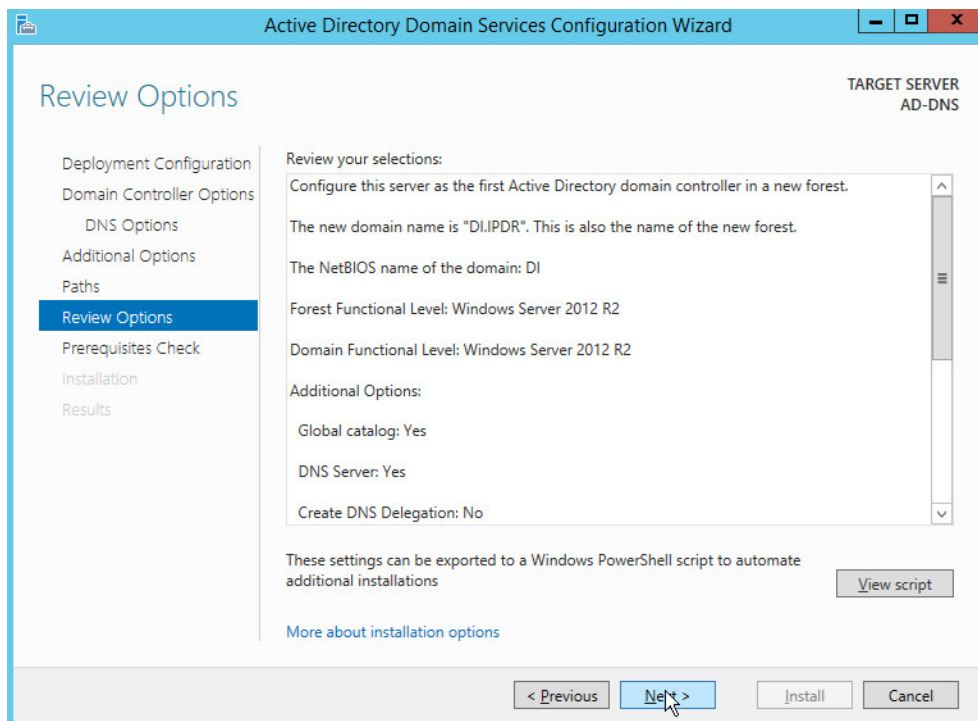 Active Directory Domain Services Configuration Wizard
Review Options
TARGET SERVER
AD-DNS
Deployment Configuration
Domain Controller Options
DNS Options
Additional Options
Paths
Review Options
Prerequisites Check
Installation
Results
Review your selections:
Configure this server as the first Active Directory domain controller in a new forest.
The new domain name is "DI.IPDR". This is also the name of the new forest.
The NetBIOS name of the domain: DI
Forest Functional Level: Windows Server 2012 R2
Domain Functional Level: Windows Server 2012 R2
Additional Options:
Global catalog: Yes
DNS Server: Yes
Create DNS Delegation: No
These settings can be exported to a Windows PowerShell script to automate
additional installations
View script
More about installation options
< Previous
Next >
Install
Cancel